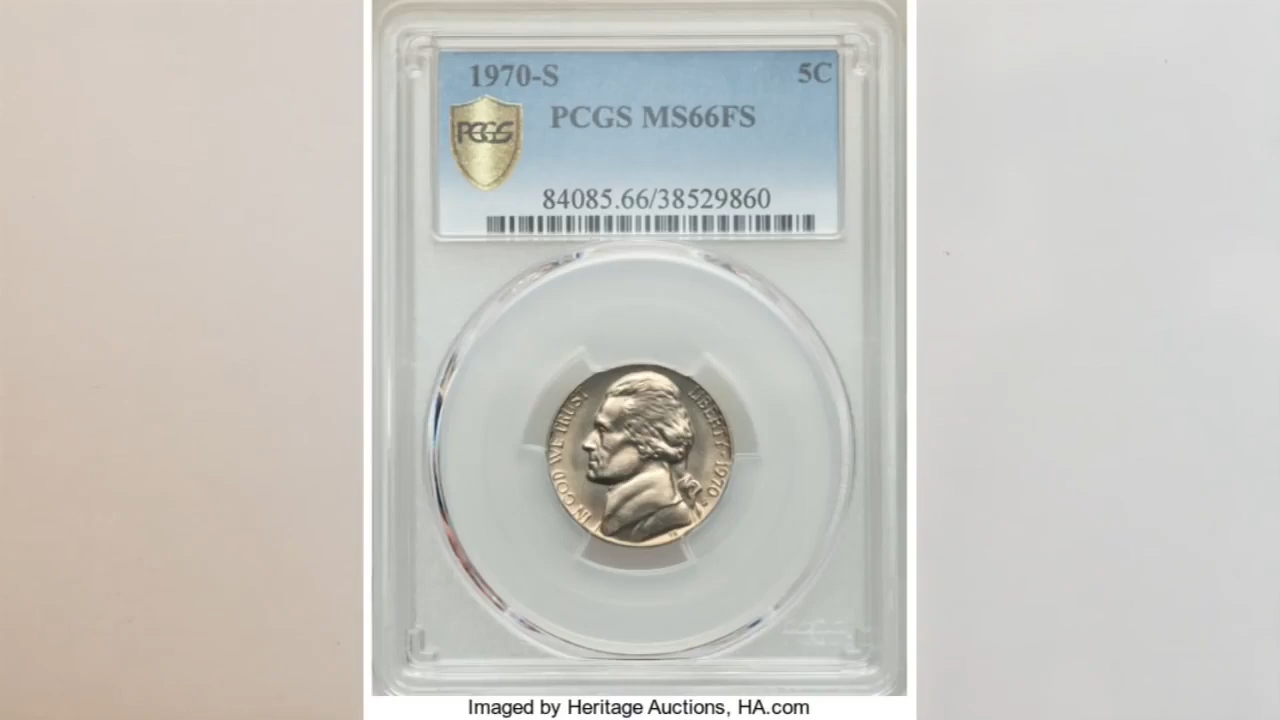 1970-S 5C
PCGS
PCGS MS66FS
84085.66/38529860
IN GOD WE TRUST
LIBERTY 1970
Imaged by Heritage Auctions, HA.com